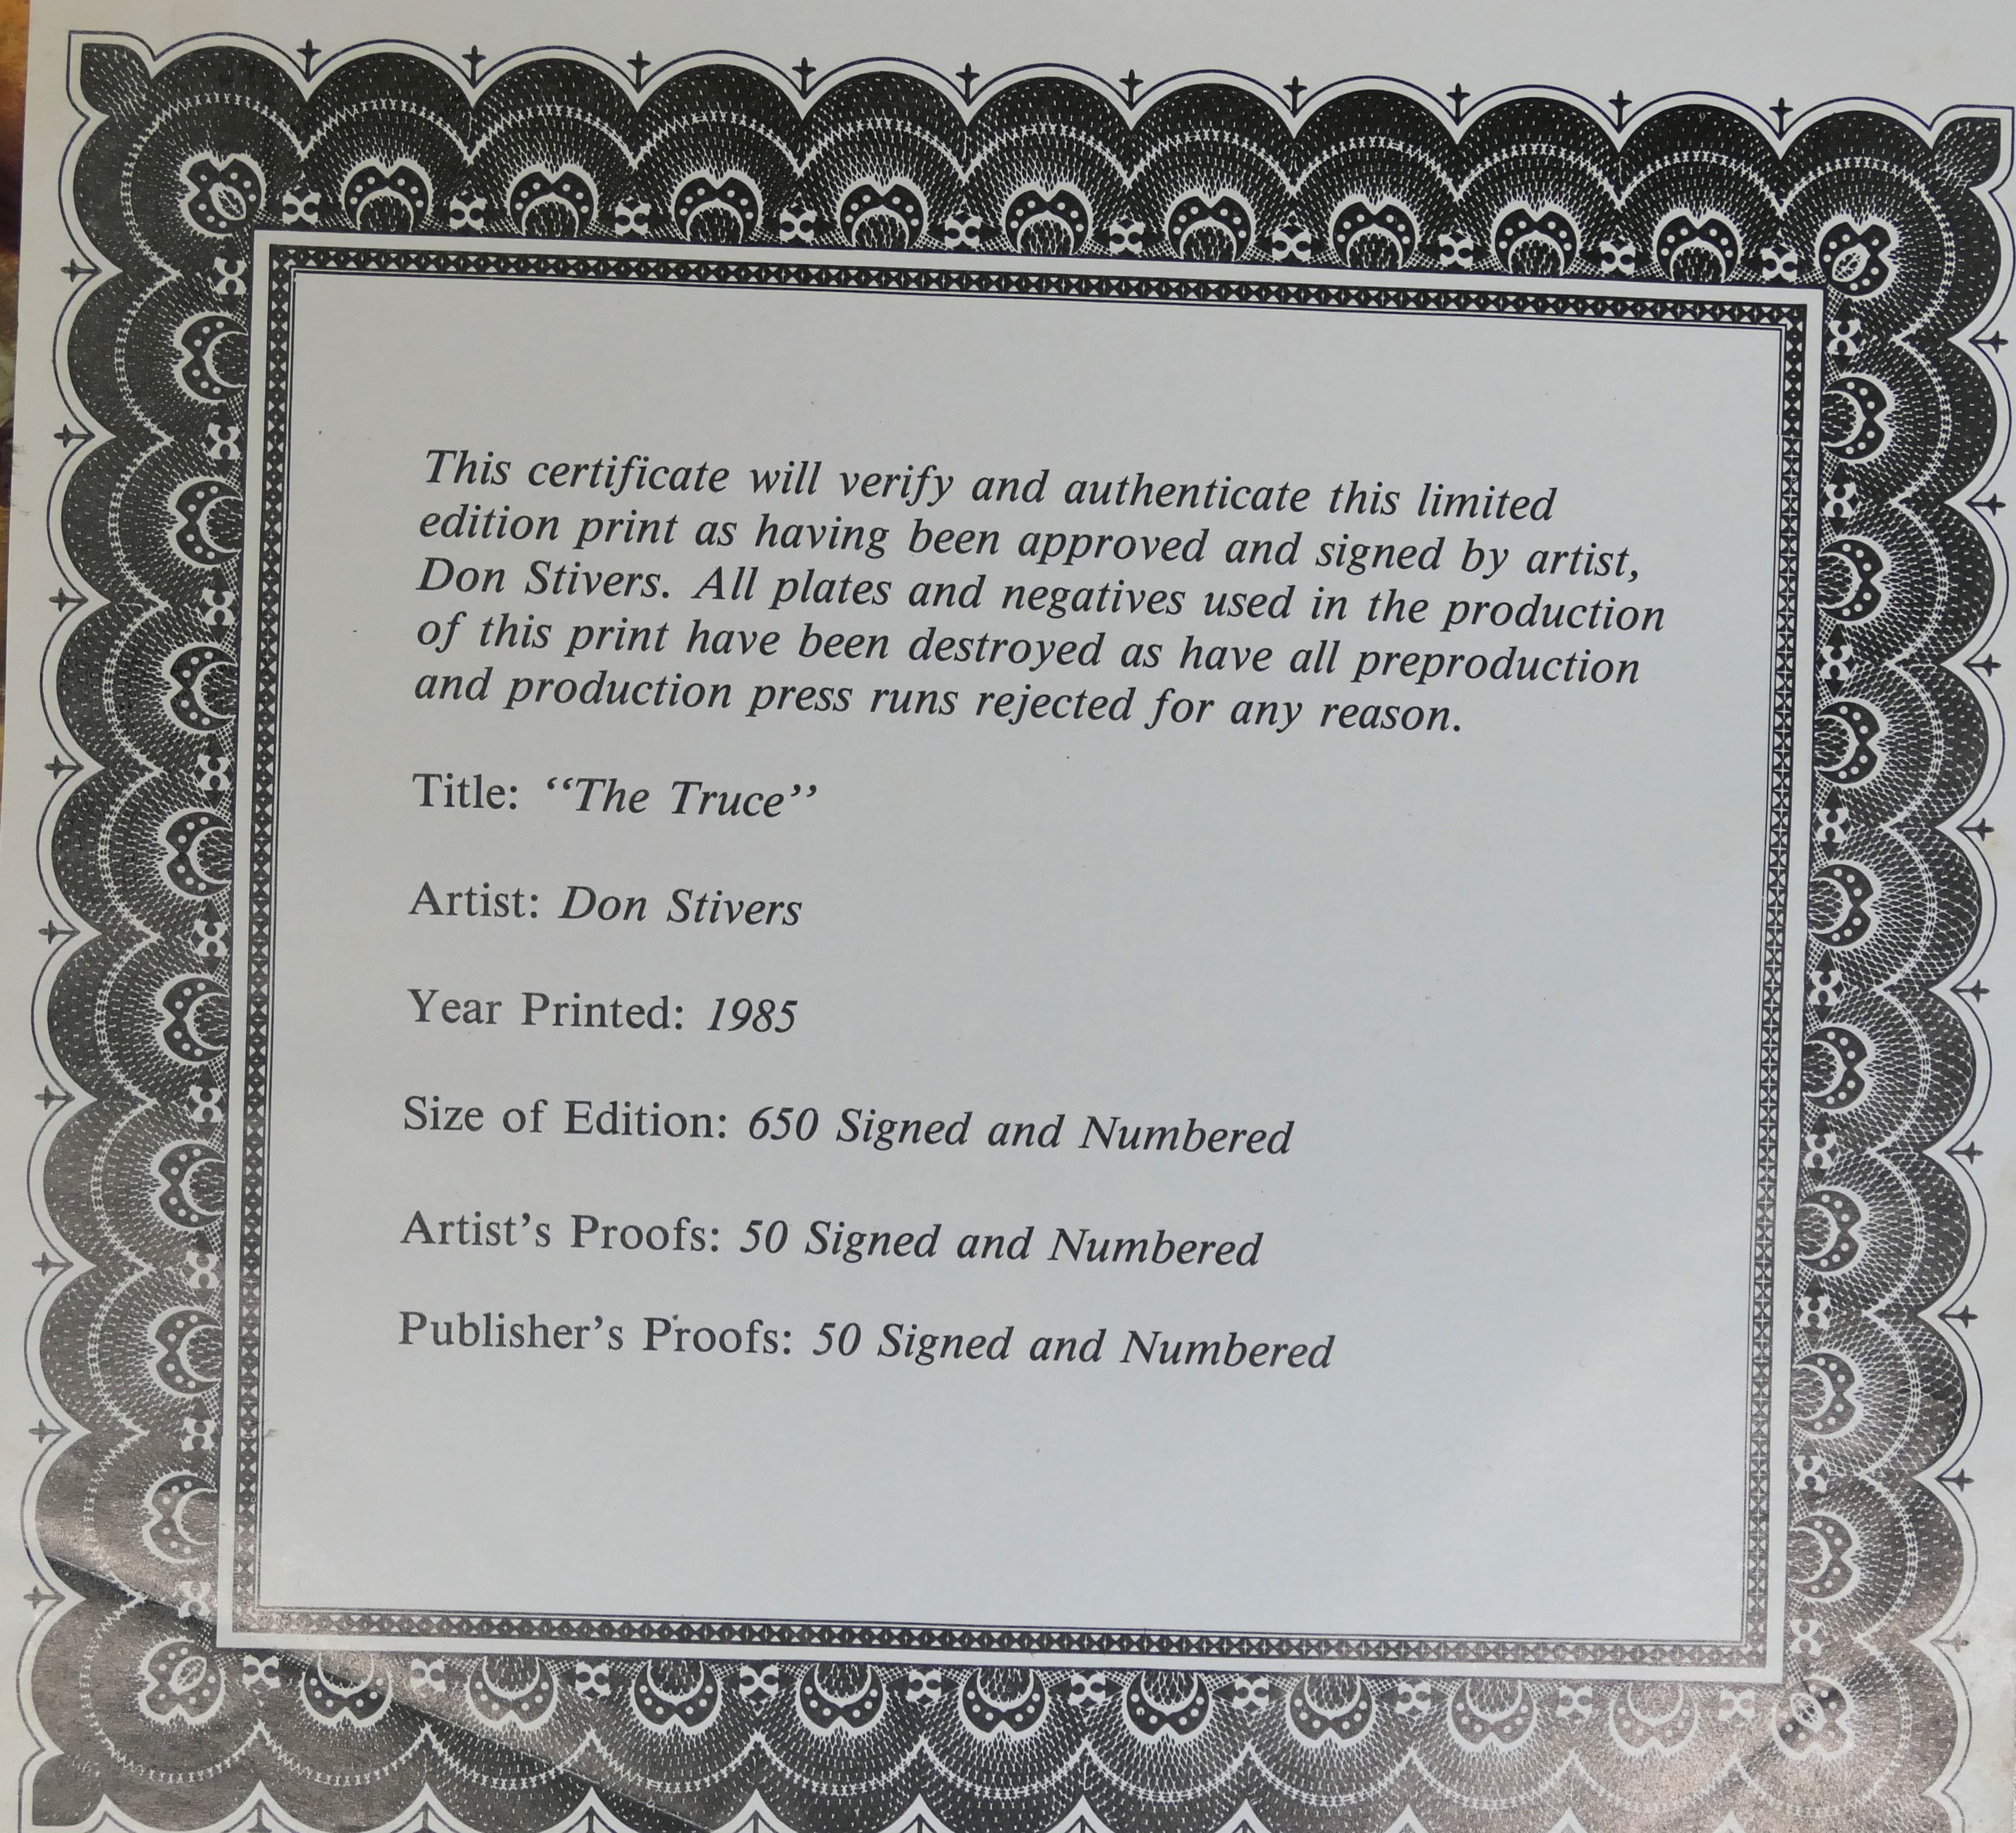 This certificate will verify and authenticate this limited
edition print as having been approved and signed by artist,
Don Stivers. All plates and negatives used in the production
of this print have been destroyed as have all preproduction
and production press runs rejected for any reason.
Title: ‘‘The Truce’’
Artist: Don Stivers
Year Printed: 1985
Size of Edition: 650 Signed and Numbered
Artist’s Proofs: 50 Signed and Numbered
Publisher’s Proofs: 50 Signed and Numbered